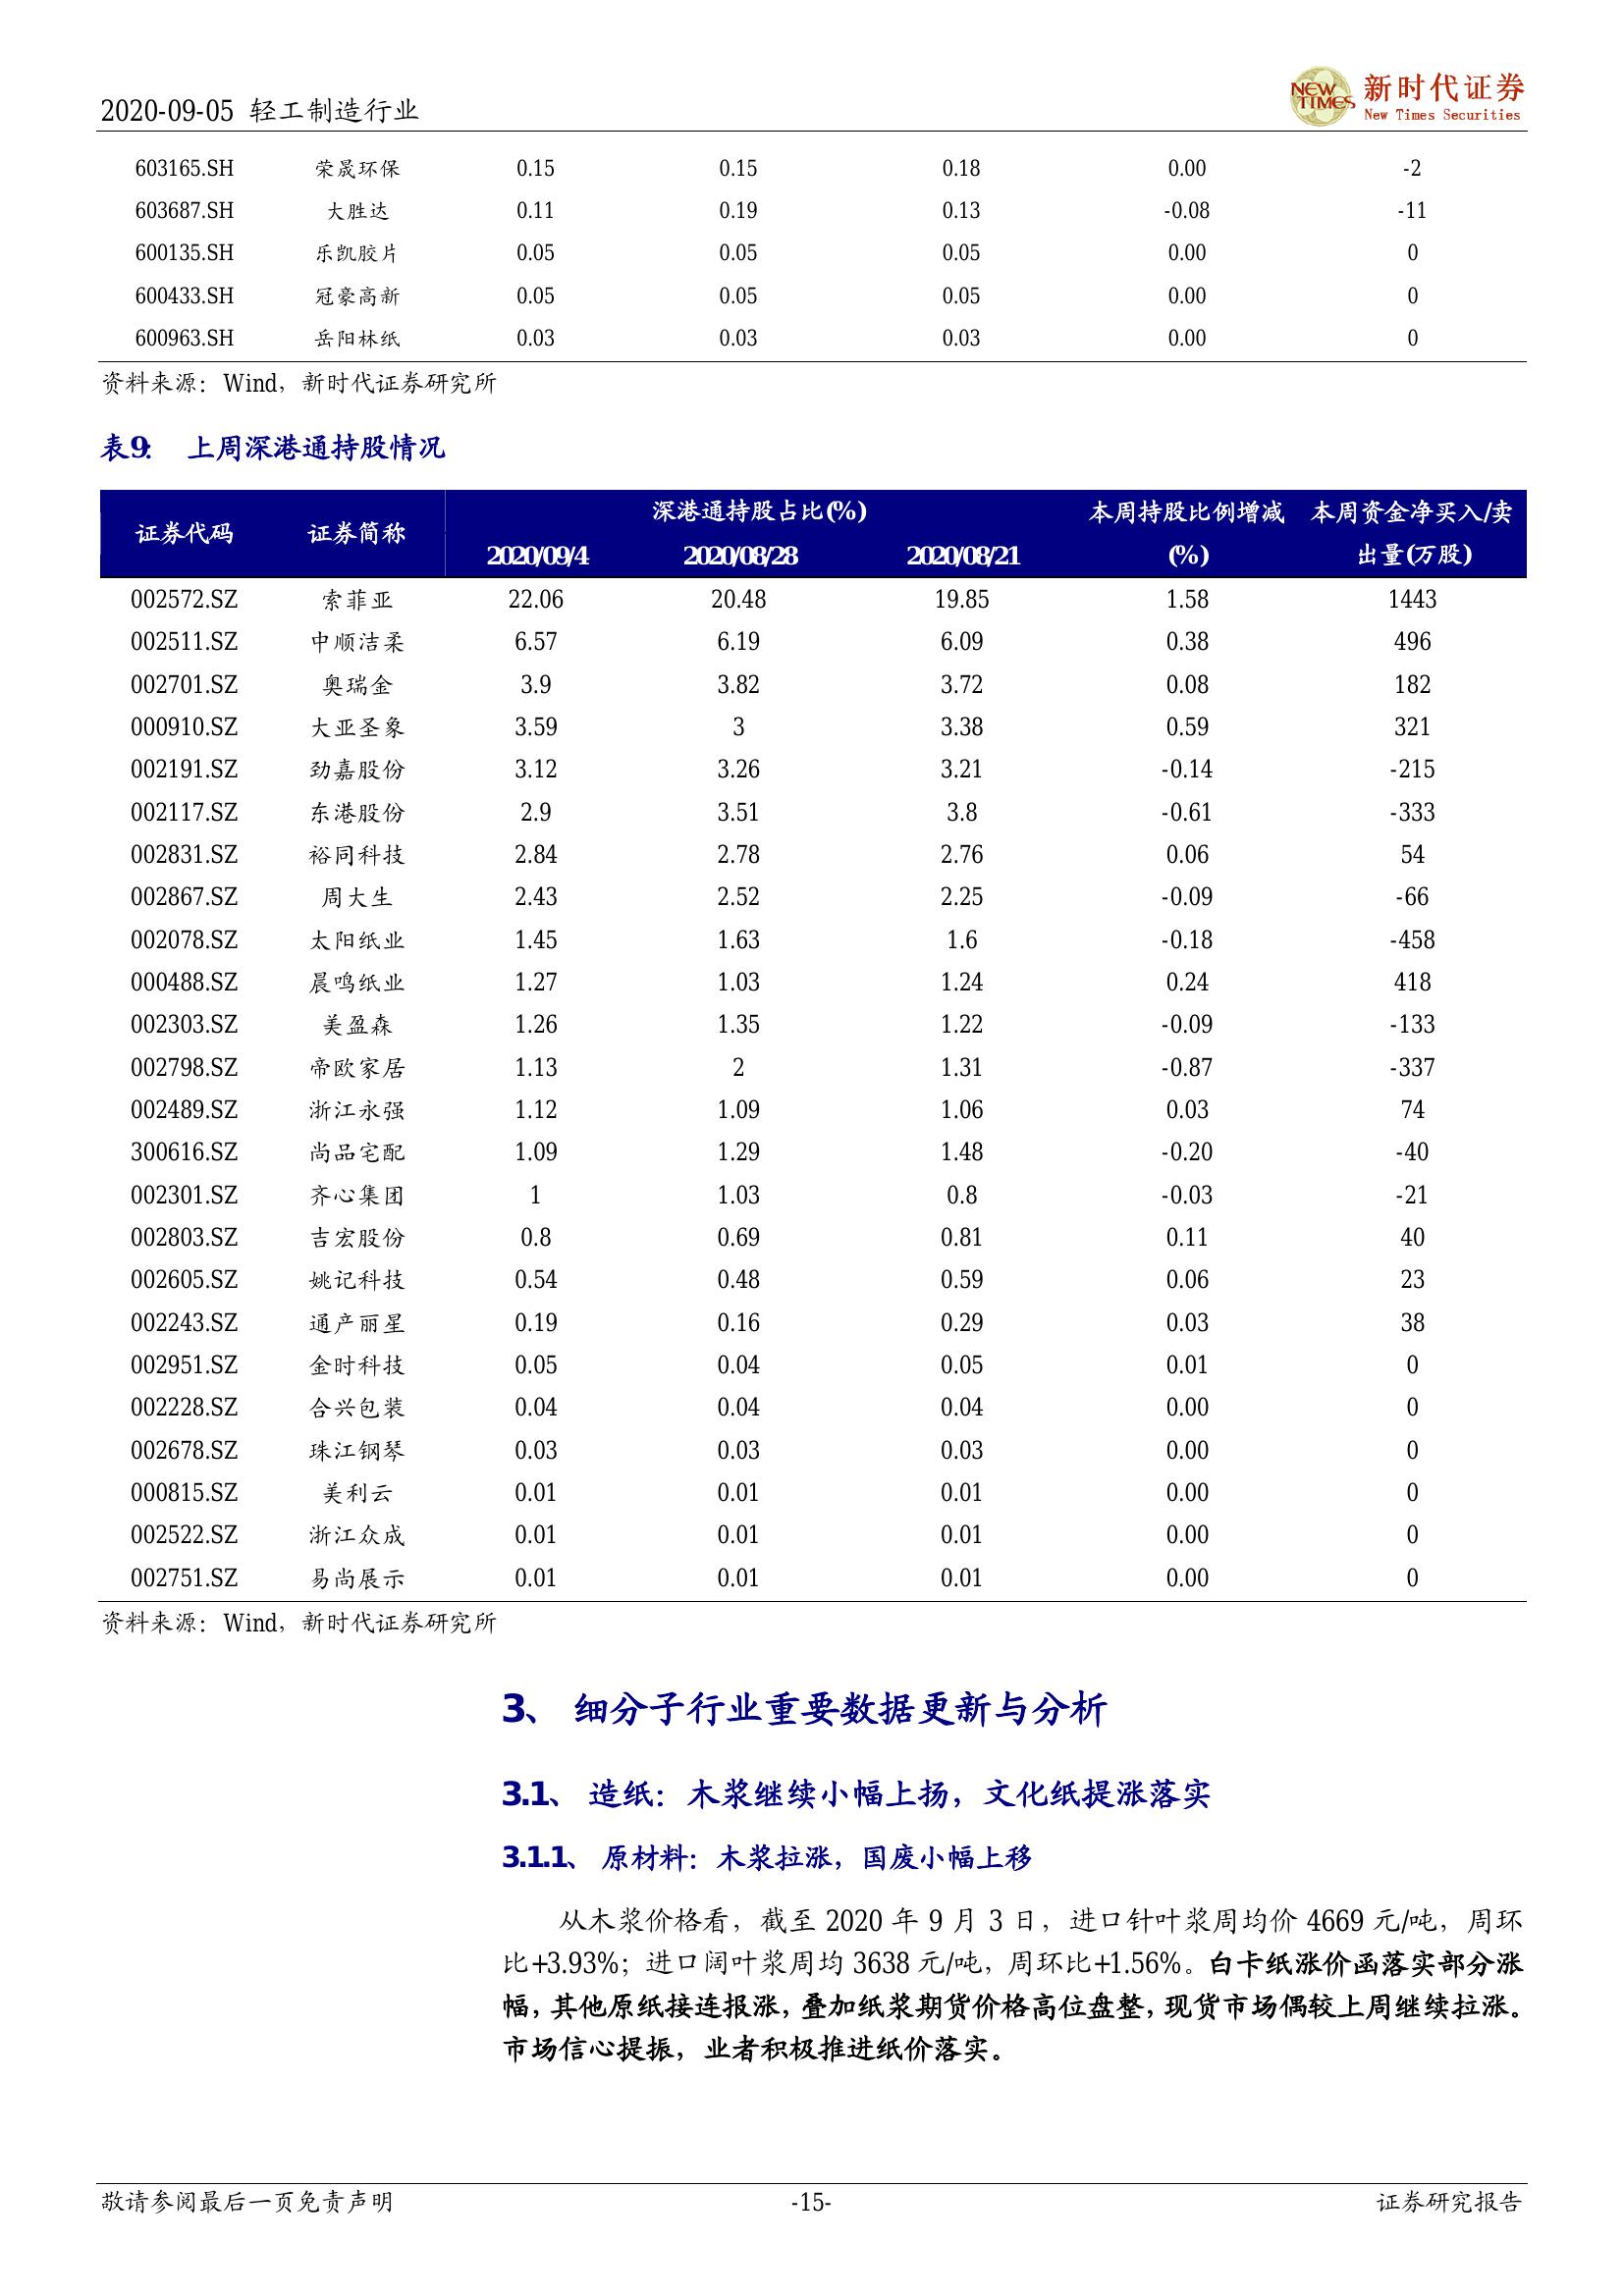 2020-09-05 轻工制造行业
NEW TIMES 新时代证券
New Times Securities
603165.SH 荣晟环保 0.15 0.15 0.18 0.00 -2
603687.SH 大胜达 0.11 0.19 0.13 -0.08 -11
600135.SH 乐凯胶片 0.05 0.05 0.05 0.00 0
600433.SH 冠豪高新 0.05 0.05 0.05 0.00 0
600963.SH 岳阳林纸 0.03 0.03 0.03 0.00 0
资料来源：Wind，新时代证券研究所
表9： 上周深港通持股情况
证券代码 证券简称 深港通持股占比(%) 本周持股比例增减 本周资金净买入/卖
2020/09/4 2020/08/28 2020/08/21 (%) 出量(万股)
002572.SZ 索菲亚 22.06 20.48 19.85 1.58 1443
002511.SZ 中顺洁柔 6.57 6.19 6.09 0.38 496
002701.SZ 奥瑞金 3.9 3.82 3.72 0.08 182
000910.SZ 大亚圣象 3.59 3 3.38 0.59 321
002191.SZ 劲嘉股份 3.12 3.26 3.21 -0.14 -215
002117.SZ 东港股份 2.9 3.51 3.8 -0.61 -333
002831.SZ 裕同科技 2.84 2.78 2.76 0.06 54
002867.SZ 周大生 2.43 2.52 2.25 -0.09 -66
002078.SZ 太阳纸业 1.45 1.63 1.6 -0.18 -458
000488.SZ 晨鸣纸业 1.27 1.03 1.24 0.24 418
002303.SZ 美盈森 1.26 1.35 1.22 -0.09 -133
002798.SZ 帝欧家居 1.13 2 1.31 -0.87 -337
002489.SZ 浙江永强 1.12 1.09 1.06 0.03 74
300616.SZ 尚品宅配 1.09 1.29 1.48 -0.20 -40
002301.SZ 齐心集团 1 1.03 0.8 -0.03 -21
002803.SZ 吉宏股份 0.8 0.69 0.81 0.11 40
002605.SZ 姚记科技 0.54 0.48 0.59 0.06 23
002243.SZ 通产丽星 0.19 0.16 0.29 0.03 38
002951.SZ 金时科技 0.05 0.04 0.05 0.01 0
002228.SZ 合兴包装 0.04 0.04 0.04 0.00 0
002678.SZ 珠江钢琴 0.03 0.03 0.03 0.00 0
000815.SZ 美利云 0.01 0.01 0.01 0.00 0
002522.SZ 浙江众成 0.01 0.01 0.01 0.00 0
002751.SZ 易尚展示 0.01 0.01 0.01 0.00 0
资料来源：Wind，新时代证券研究所
3、 细分子行业重要数据更新与分析
3.1、 造纸：木浆继续小幅上扬，文化纸提涨落实
3.1.1、 原材料：木浆拉涨，国废小幅上移
从木浆价格看，截至 2020 年 9 月 3 日，进口针叶浆周均价 4669 元/吨，周环
比+3.93%；进口阔叶浆周均 3638 元/吨，周环比+1.56%。白卡纸涨价函落实部分涨
幅，其他原纸接连报涨，叠加纸浆期货价格高位盘整，现货市场偶较上周继续拉涨。
市场信心提振，业者积极推进纸价落实。
敬请参阅最后一页免责声明 -15- 证券研究报告